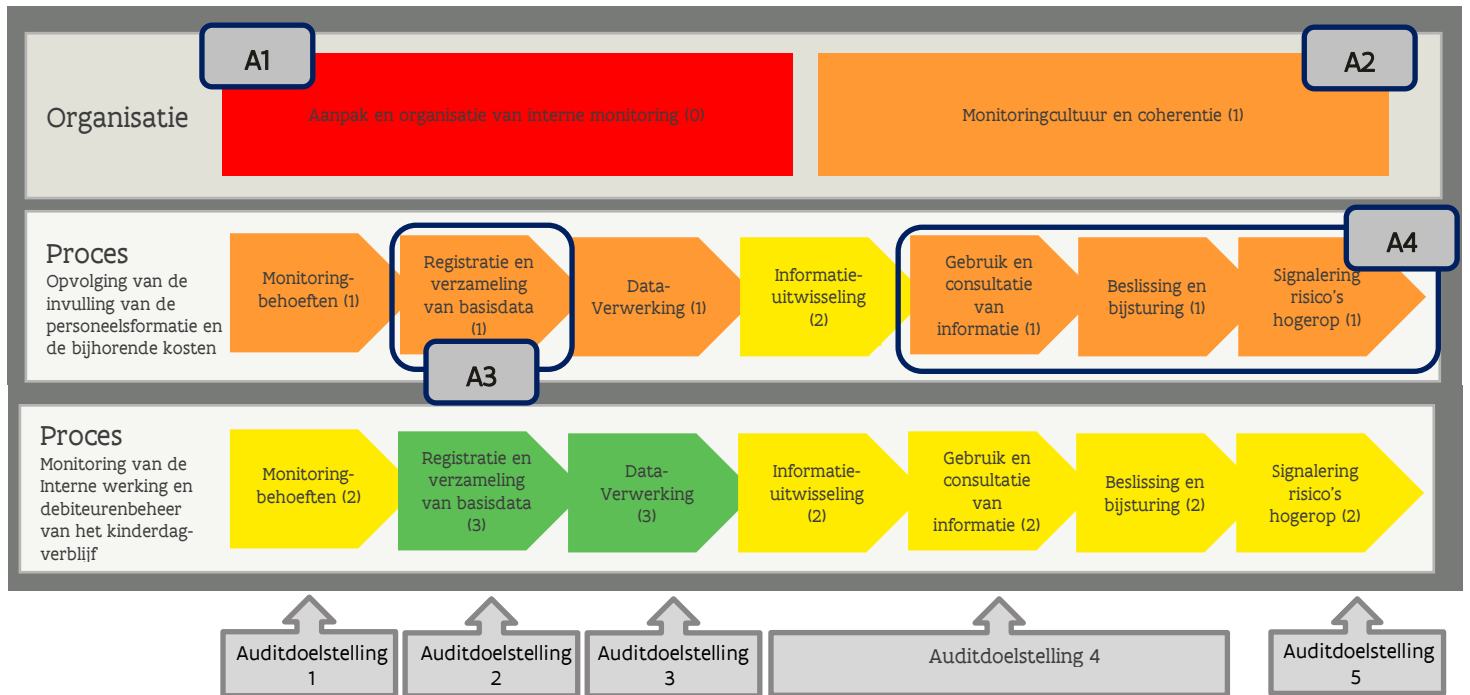 A1
A2
Organisatie
Aanpak en organisatie van interne monitoring (0)
Monitoringcultuur en coherentie (1)
Proces
Opvolging van de
invulling van de
personeelsformatie en
de bijhorende kosten
Monitoring-
behoeften (1)
Registratie en
verzameling
van basisdata
(1)
Data-
Verwerking (1)
Informatie-
uitwisseling
(2)
Gebruik en
consultatie
van
informatie (1)
Beslissing en
bijsturing (1)
Signalering
risico's
hogerop (1)
A4
A3
Proces
Monitoring van de
Interne werking en
debiteurenbeheer
van het kinderdag-
verblijf
Monitoring-
behoeften (2)
Registratie en
verzameling
van basisdata
(3)
Data-
Verwerking
(3)
Informatie-
uitwisseling
(2)
Gebruik en
consultatie
van
informatie (2)
Beslissing en
bijsturing (2)
Signalering
risico's
hogerop (2)
Auditdoelstelling
1
Auditdoelstelling
2
Auditdoelstelling
3
Auditdoelstelling 4
Auditdoelstelling
5